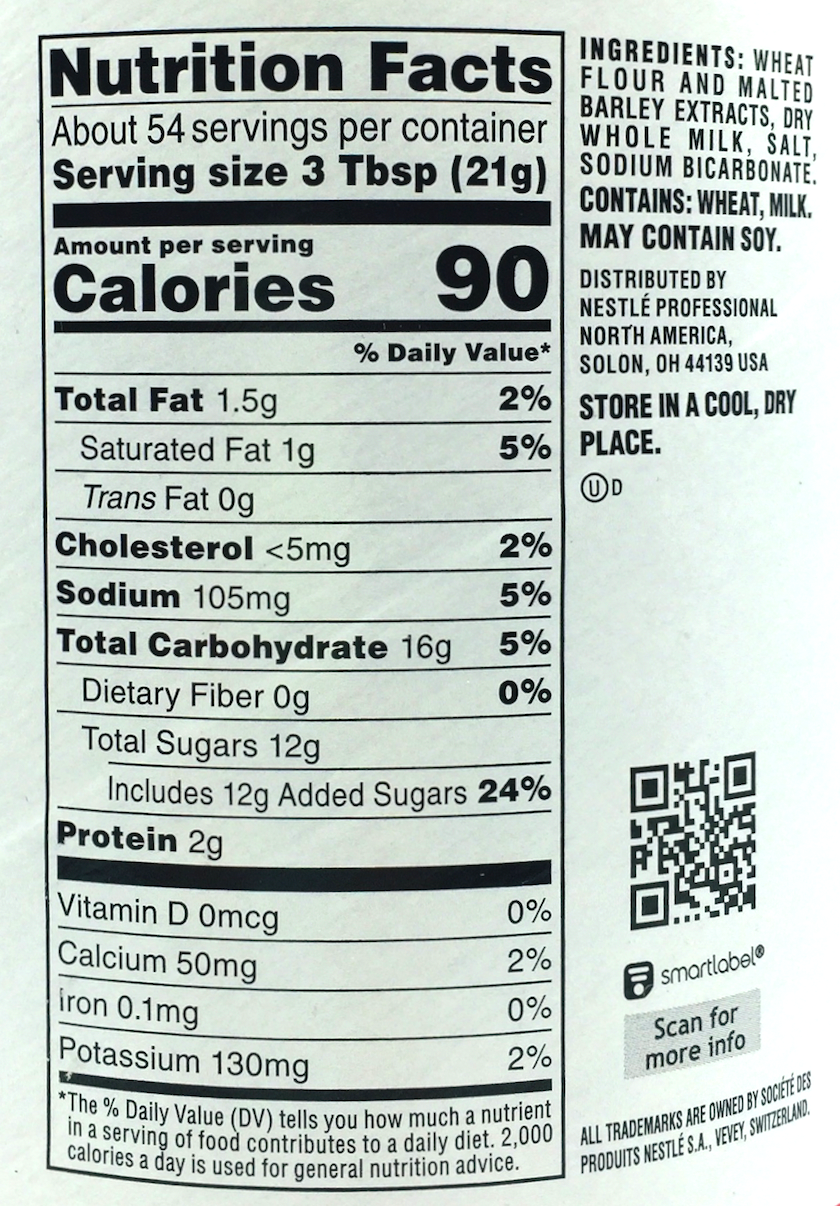 Nutrition Facts
About 54 servings per container
Serving size 3 Tbsp (21g)
Amount per serving
Calories 90
% Daily Value*
Total Fat 1.5g 2%
Saturated Fat 1g 5%
Trans Fat 0g
Cholesterol <5mg 2%
Sodium 105mg 5%
Total Carbohydrate 16g 5%
Dietary Fiber 0g 0%
Total Sugars 12g
Includes 12g Added Sugars 24%
Protein 2g
Vitamin D 0mcg 0%
Calcium 50mg 2%
Iron 0.1mg 0%
Potassium 130mg 2%
*The % Daily Value (DV) tells you how much a nutrient
in a serving of food contributes to a daily diet. 2,000
calories a day is used for general nutrition advice.
INGREDIENTS: WHEAT
FLOUR AND MALTED
BARLEY EXTRACTS, DRY
WHOLE MILK, SALT,
SODIUM BICARBONATE.
CONTAINS: WHEAT, MILK.
MAY CONTAIN SOY.
DISTRIBUTED BY
NESTLÉ PROFESSIONAL
NORTH AMERICA,
SOLON, OH 44139 USA
STORE IN A COOL, DRY
PLACE.
U D
smartlabel®
Scan for
more info
ALL TRADEMARKS ARE OWNED BY SOCIÉTÉ DES
PRODUITS NESTLÉ S.A., VEVEY, SWITZERLAND.